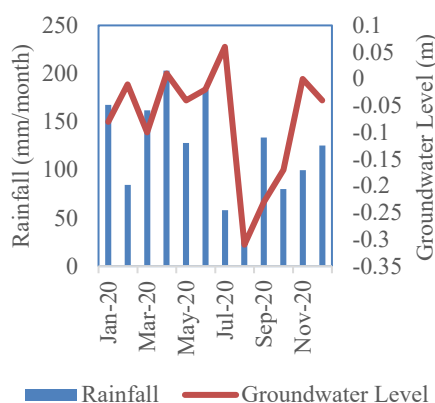 Rainfall (mm/month)
250
200
150
100
50
0
0.1
0.05
0
-0.05
-0.1
-0.15
-0.2
-0.25
-0.3
-0.35
Groundwater Level (m)
Jan-20
Mar-20
May-20
Jul-20
Sep-20
Nov-20
Rainfall Groundwater Level